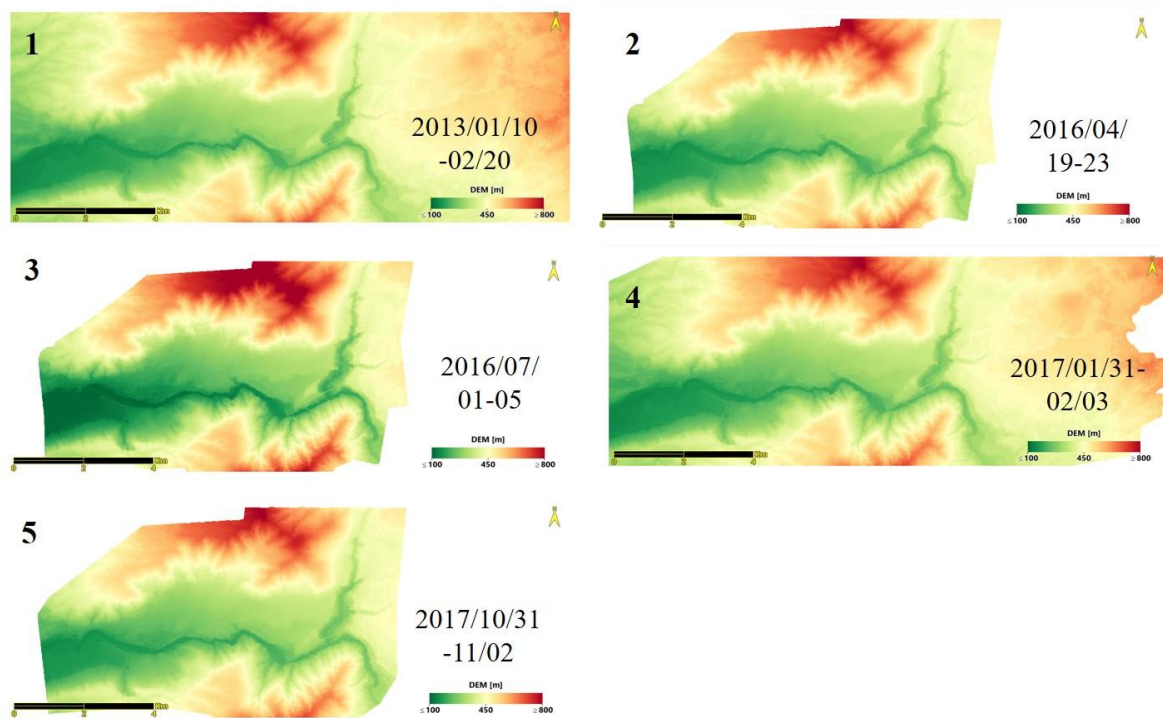 1
2013/01/10
-02/20
DEM [m]
≤100 450 ≥800
0 2 4
Km
N
2
2016/04/
19-23
DEM [m]
≤100 450 ≥800
0 2 4
Km
N
3
2016/07/
01-05
DEM [m]
≤100 450 ≥800
0 2 4
Km
N
4
2017/01/31-
02/03
DEM [m]
≤100 450 ≥800
0 2 4
Km
N
5
2017/10/31
-11/02
DEM [m]
≤100 450 ≥800
0 2 4
Km
N